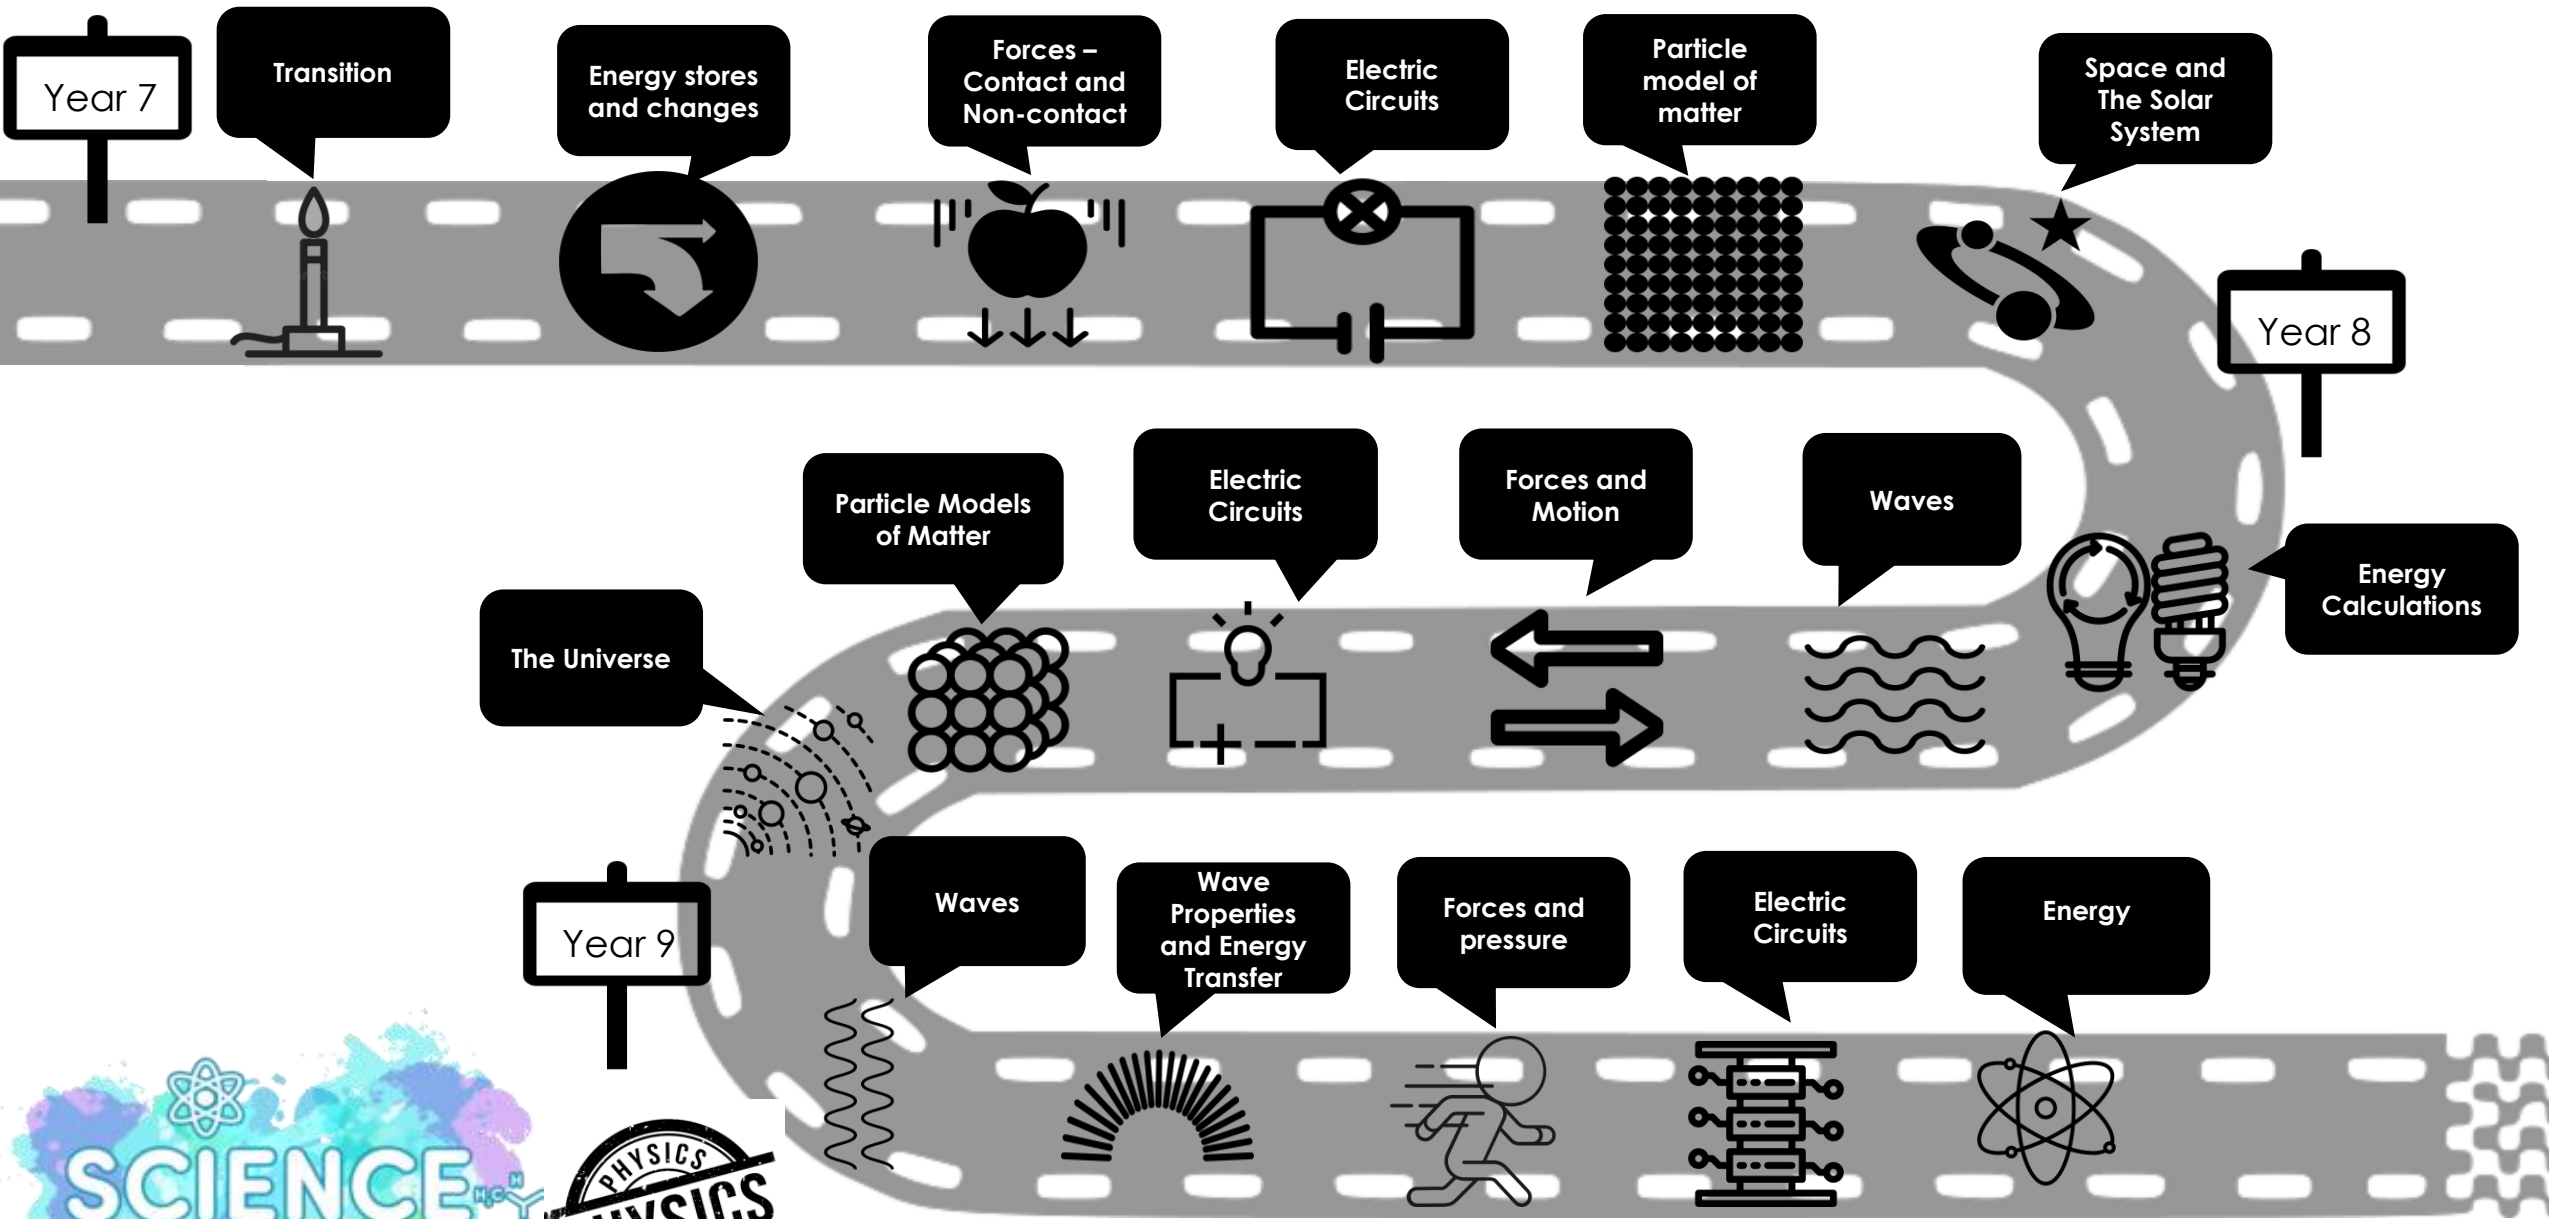 Year 7
Transition
Energy stores
and changes
Forces –
Contact and
Non-contact
Electric
Circuits
Particle
model of
matter
Space and
The Solar
System
Year 8
Energy
Calculations
Waves
Forces and
Motion
Electric
Circuits
Particle Models
of Matter
The Universe
Year 9
Waves
Wave
Properties
and Energy
Transfer
Forces and
pressure
Electric
Circuits
Energy
SCIENCE
PHYSICS